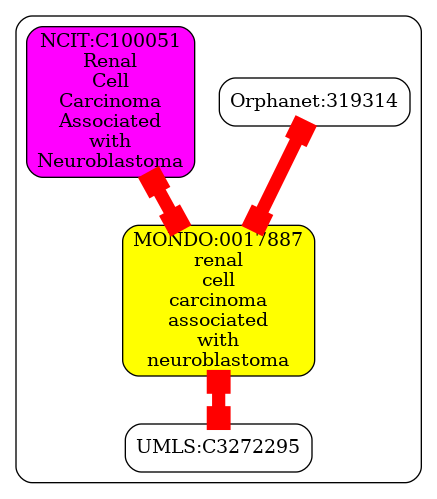 NCIT:C100051
Renal
Cell
Carcinoma
Associated
with
Neuroblastoma
Orphanet:319314
MONDO:0017887
renal
cell
carcinoma
associated
with
neuroblastoma
UMLS:C3272295